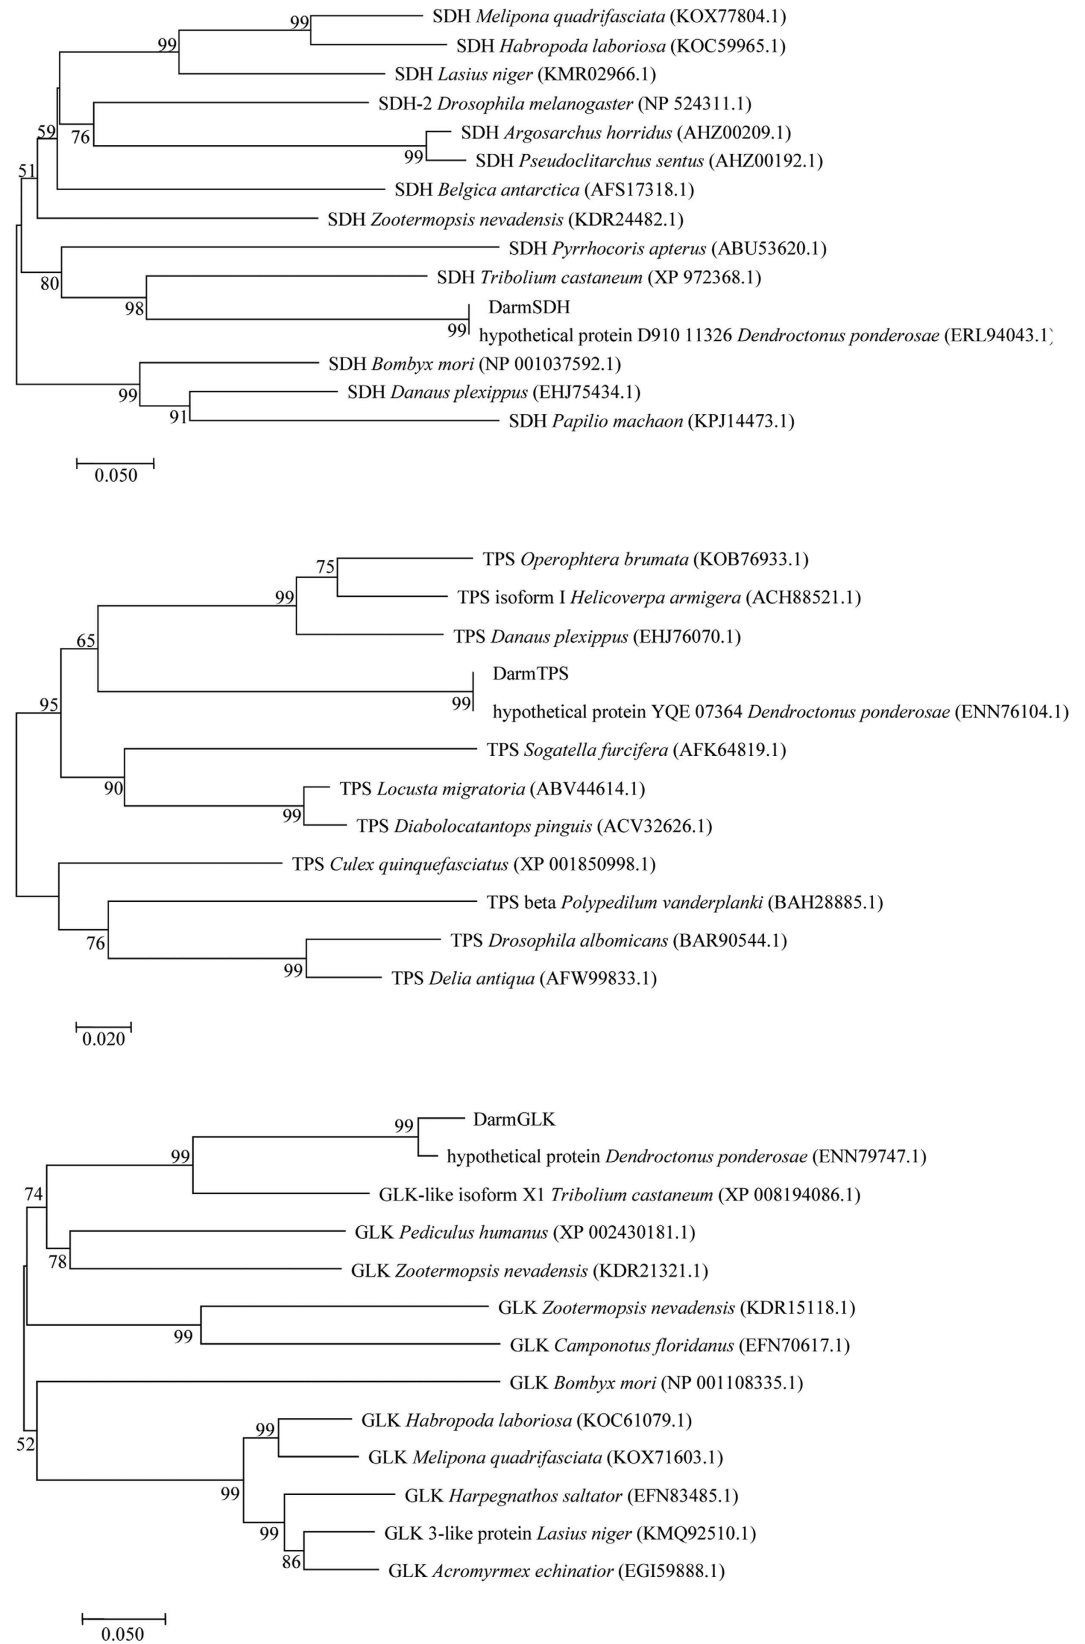 99
SDH Melipona quadrifasciata (KOX77804.1)
99
SDH Habropoda laboriosa (KOC59965.1)
SDH Lasius niger (KMR02966.1)
SDH-2 Drosophila melanogaster (NP 524311.1)
59
76
SDH Argosarchus horridus (AHZ00209.1)
99
SDH Pseudoclitarchus sentus (AHZ00192.1)
51
SDH Belgica antarctica (AFS17318.1)
SDH Zootermopsis nevadensis (KDR24482.1)
SDH Pyrrhocoris apterus (ABU53620.1)
80
SDH Tribolium castaneum (XP 972368.1)
98
DarmSDH
99
hypothetical protein D910 11326 Dendroctonus ponderosae (ERL94043.1)
SDH Bombyx mori (NP 001037592.1)
99
SDH Danaus plexippus (EHJ75434.1)
91
SDH Papilio machaon (KPJ14473.1)
0.050
TPS Operophtera brumata (KOB76933.1)
75
99
TPS isoform I Helicoverpa armigera (ACH88521.1)
65
TPS Danaus plexippus (EHJ76070.1)
DarmTPS
99
95
hypothetical protein YQE 07364 Dendroctonus ponderosae (ENN76104.1)
TPS Sogatella furcifera (AFK64819.1)
90
TPS Locusta migratoria (ABV44614.1)
99
TPS Diabolocatantops pinguis (ACV32626.1)
TPS Culex quinquefasciatus (XP 001850998.1)
TPS beta Polypedilum vanderplanki (BAH28885.1)
76
TPS Drosophila albomicans (BAR90544.1)
99
TPS Delia antiqua (AFW99833.1)
0.020
DarmGLK
99
99
hypothetical protein Dendroctonus ponderosae (ENN79747.1)
74
GLK-like isoform X1 Tribolium castaneum (XP 008194086.1)
GLK Pediculus humanus (XP 002430181.1)
78
GLK Zootermopsis nevadensis (KDR21321.1)
GLK Zootermopsis nevadensis (KDR15118.1)
99
GLK Camponotus floridanus (EFN70617.1)
GLK Bombyx mori (NP 001108335.1)
GLK Habropoda laboriosa (KOC61079.1)
99
52
GLK Melipona quadrifasciata (KOX71603.1)
99
GLK Harpegnathos saltator (EFN83485.1)
99
GLK 3-like protein Lasius niger (KMQ92510.1)
86
GLK Acromyrmex echinatior (EGI59888.1)
0.050